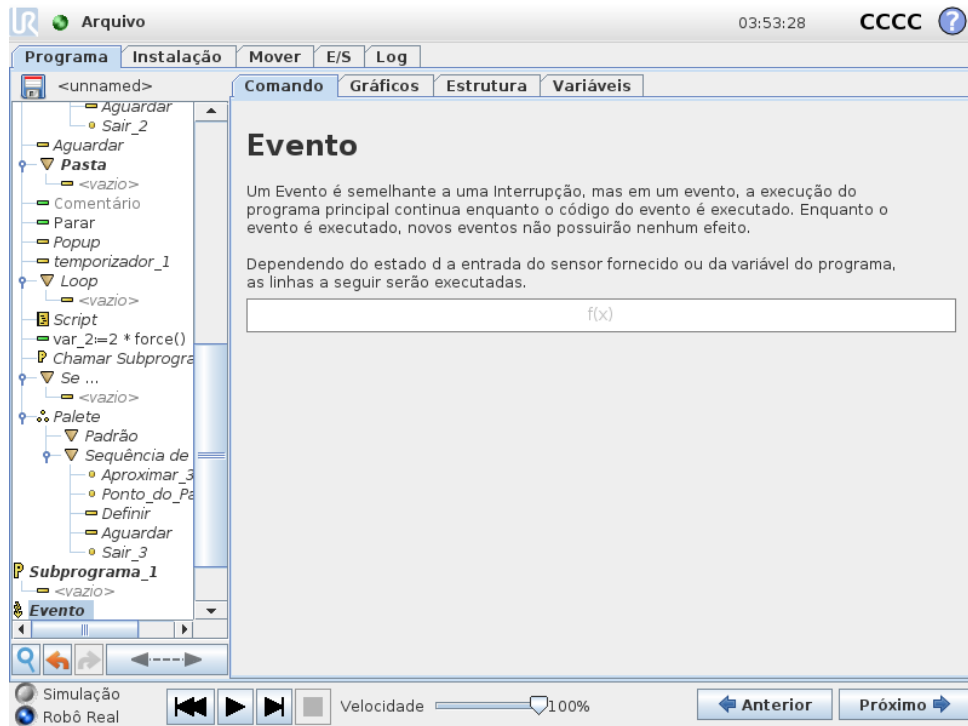 Arquivo
03:53:28
CCCC
?
Programa
Instalação
Mover
E/S
Log
<unnamed>
Comando
Gráficos
Estrutura
Variáveis
Aguardar
Sair_2
Aguardar
Pasta
<vazio>
Comentário
Parar
Popup
temporizador_1
Loop
<vazio>
Script
var_2:=2 * force()
Chamar Subprogra
Se ...
<vazio>
Palete
Padrão
Sequência de
Aproximar_3
Ponto_do_Pa
Definir
Aguardar
Sair_3
Subprograma_1
<vazio>
Evento
Evento
Um Evento é semelhante a uma Interrupção, mas em um evento, a execução do
programa principal continua enquanto o código do evento é executado. Enquanto o
evento é executado, novos eventos não possuirão nenhum efeito.
Dependendo do estado d a entrada do sensor fornecido ou da variável do programa,
as linhas a seguir serão executadas.
f(x)
Simulação
Robô Real
Velocidade
100%
Anterior
Próximo